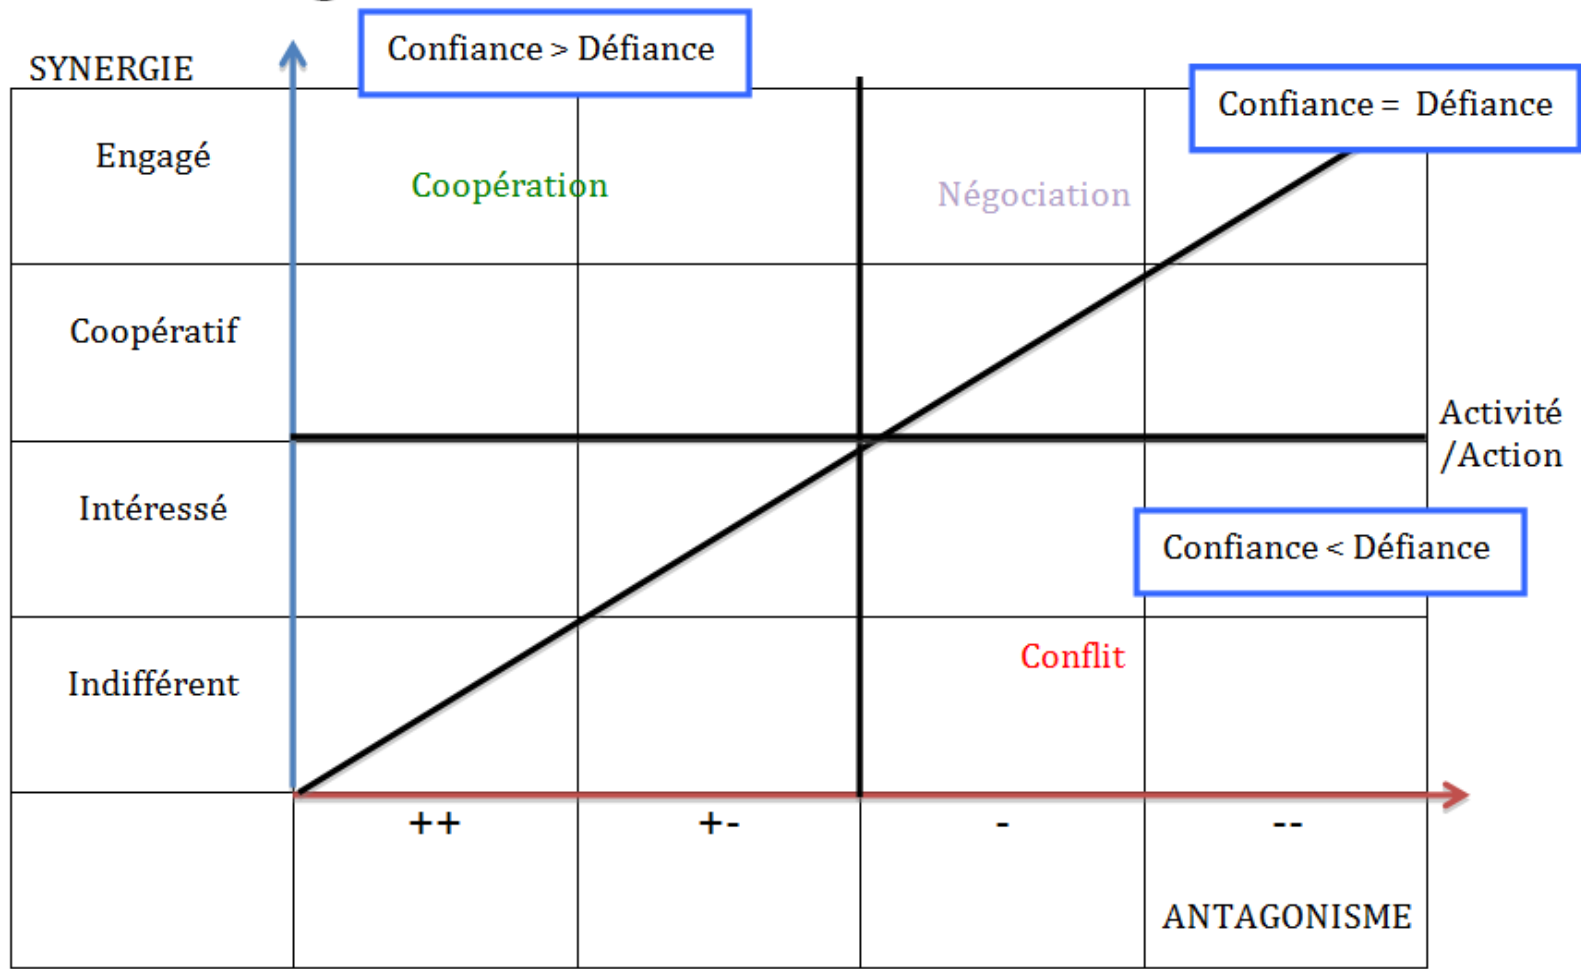 Confiance > Défiance
SYNERGIE
Confiance = Défiance
Engagé
Coopération
Négociation
Coopératif
Activité
/Action
Intéressé
Confiance < Défiance
Conflit
Indifférent
++
+-
-
--
ANTAGONISME